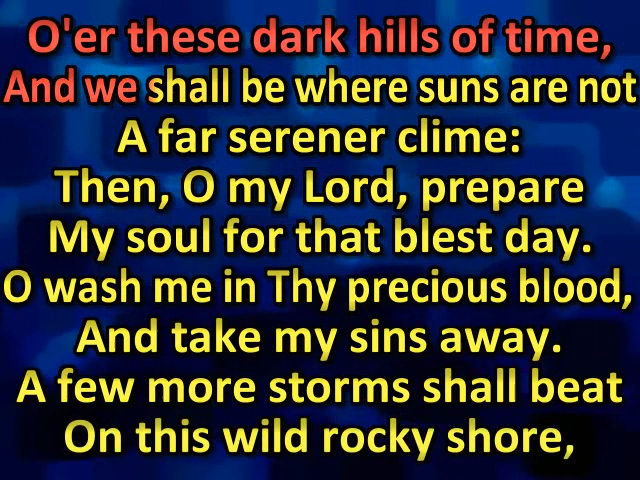 O'er these dark hills of time,
And we shall be where suns are not
A far serener clime:
Then, O my Lord, prepare
My soul for that blest day.
O wash me in Thy precious blood,
And take my sins away.
A few more storms shall beat
On this wild rocky shore,